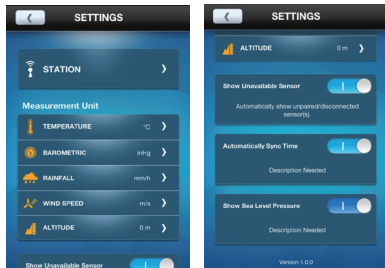 SETTINGS
STATION
Measurement Unit
TEMPERATURE °C
BAROMETRIC inHg
RAINFALL mm/h
WIND SPEED m/s
ALTITUDE 0 m
Show Unavailable Sensor
SETTINGS
ALTITUDE 0 m
Show Unavailable Sensor
Automatically show unpaired/disconnected
sensor(s).
Automatically Sync Time
Description Needed
Show Sea Level Pressure
Description Needed
Version 1.0.0